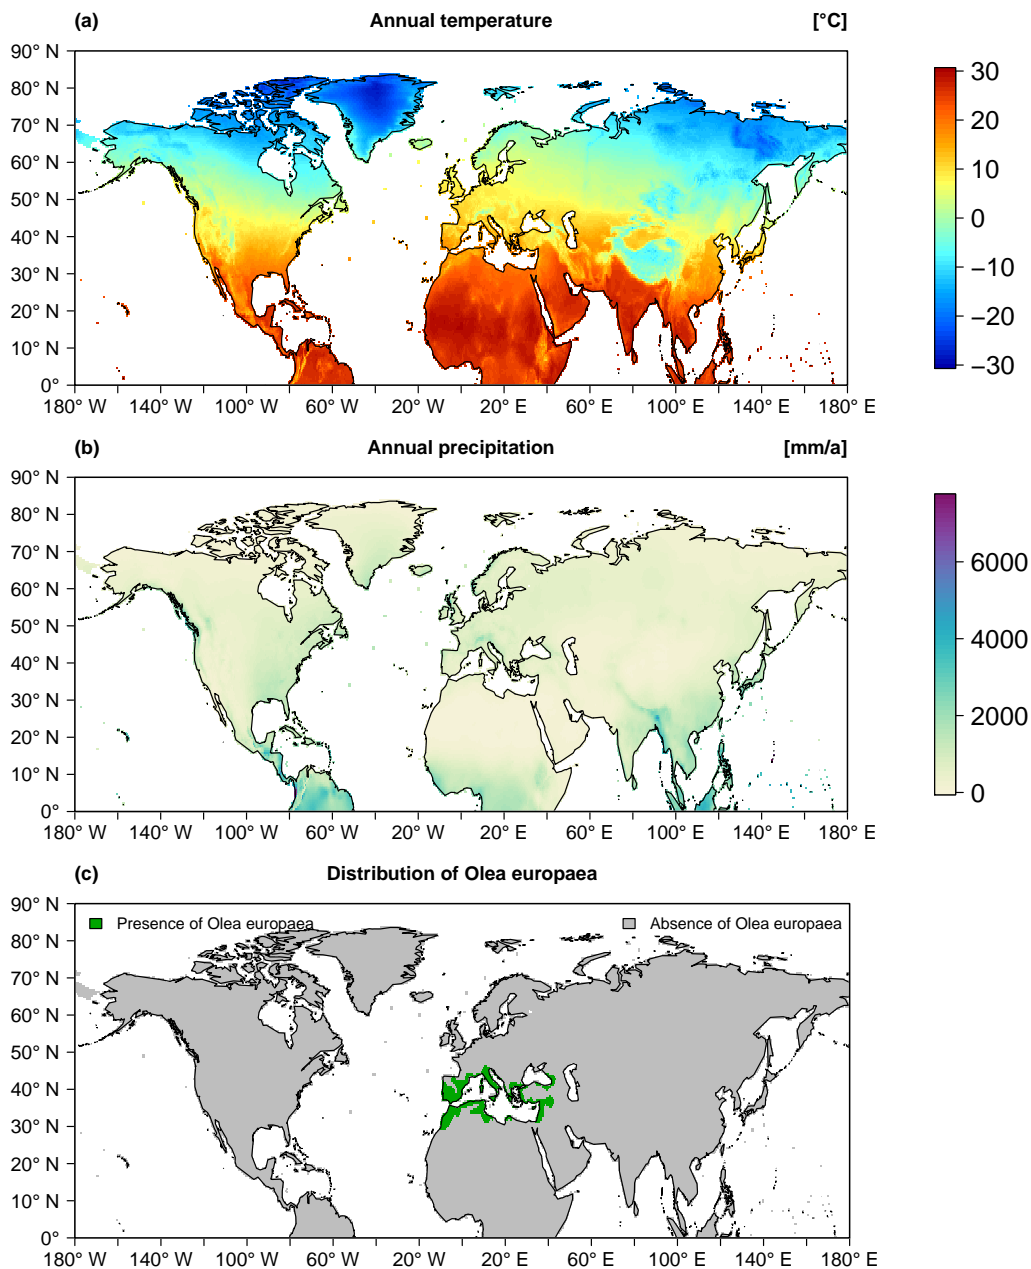 (a) Annual temperature [°C]
90° N
80° N
70° N
60° N
50° N
40° N
30° N
20° N
10° N
0°
180° W 140° W 100° W 60° W 20° W 20° E 60° E 100° E 140° E 180° E
30
20
10
0
−10
−20
−30
(b) Annual precipitation [mm/a]
90° N
80° N
70° N
60° N
50° N
40° N
30° N
20° N
10° N
0°
180° W 140° W 100° W 60° W 20° W 20° E 60° E 100° E 140° E 180° E
6000
4000
2000
0
(c) Distribution of Olea europaea
Presence of Olea europaea Absence of Olea europaea
90° N
80° N
70° N
60° N
50° N
40° N
30° N
20° N
10° N
0°
180° W 140° W 100° W 60° W 20° W 20° E 60° E 100° E 140° E 180° E